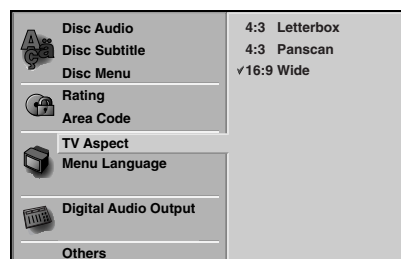 Disc Audio
Disc Subtitle
Disc Menu
Rating
Area Code
TV Aspect
Menu Language
Digital Audio Output
Others
4:3 Letterbox
4:3 Panscan
✓16:9 Wide